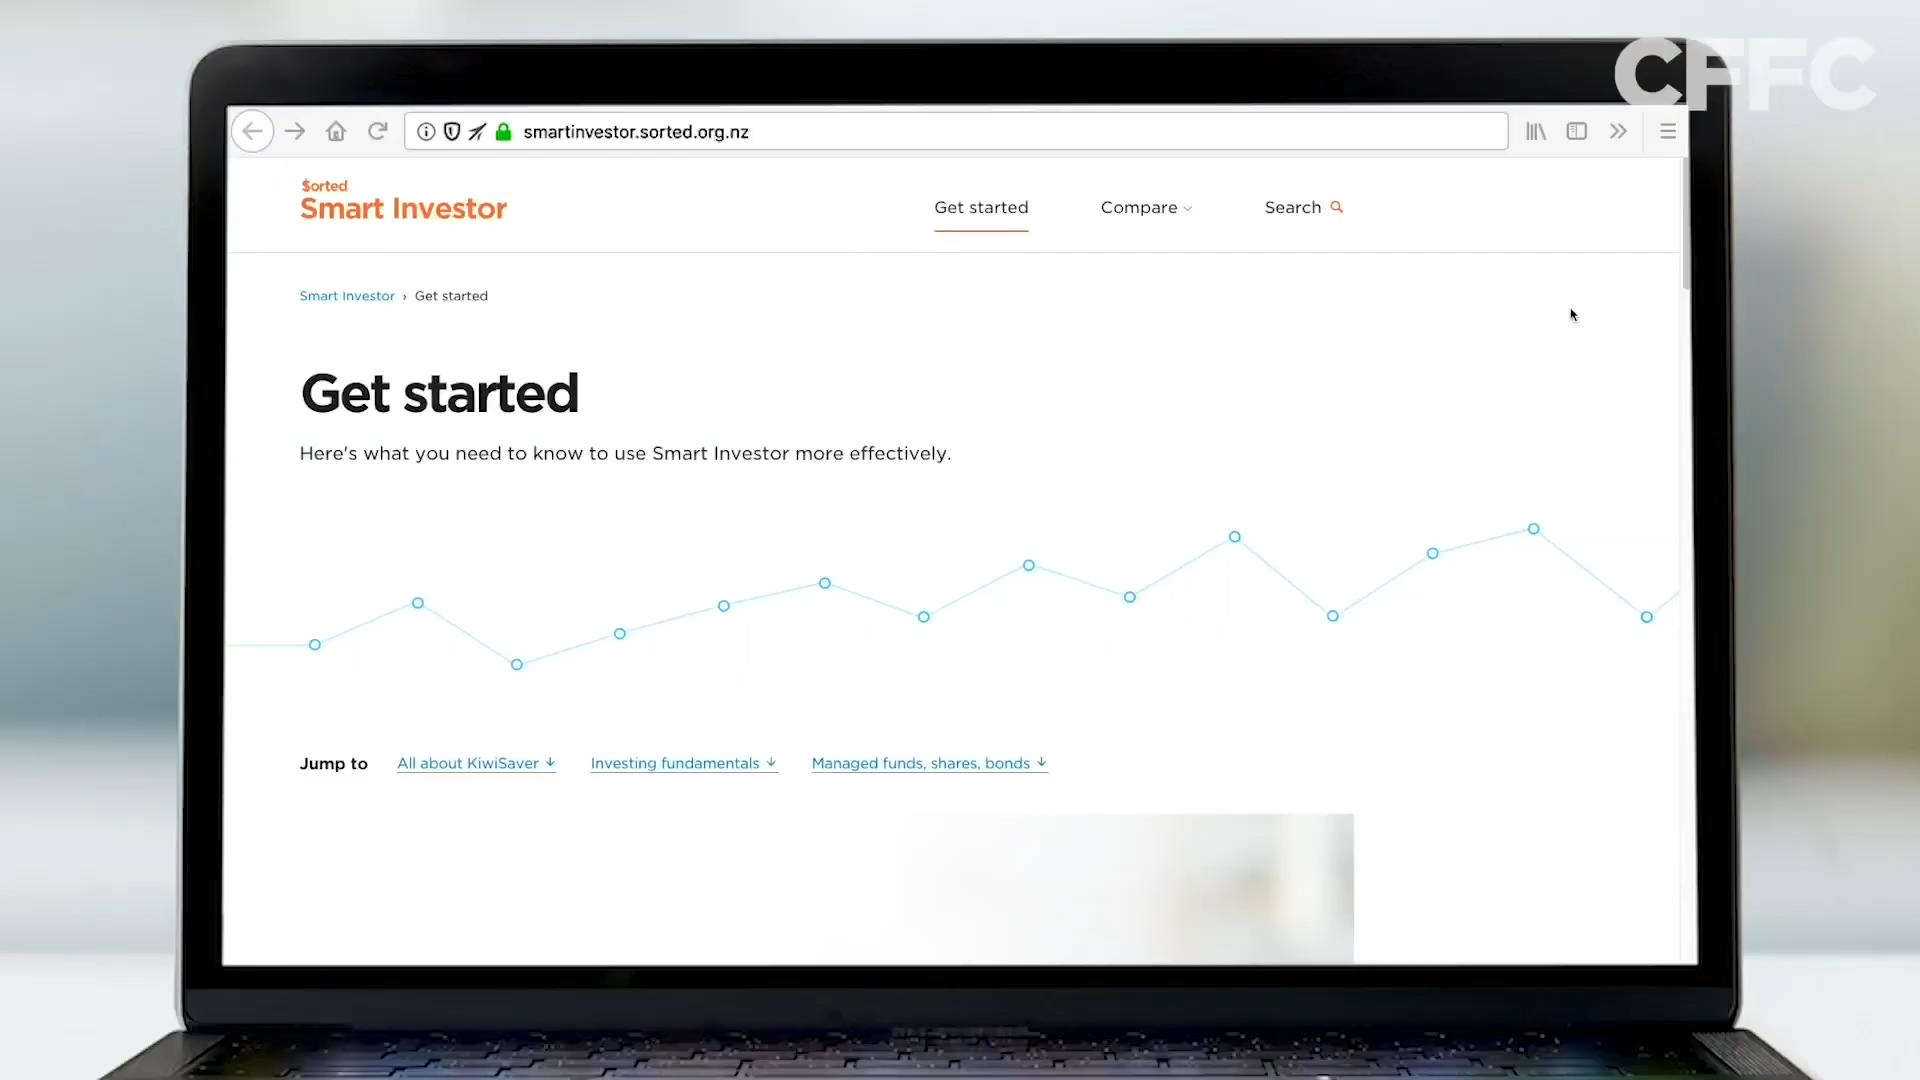 CFFC
smartinvestor.sorted.org.nz
$orted
Smart Investor
Get started
Compare
Search
Smart Investor › Get started
Get started
Here's what you need to know to use Smart Investor more effectively.
Jump to
All about KiwiSaver ↓
Investing fundamentals ↓
Managed funds, shares, bonds ↓